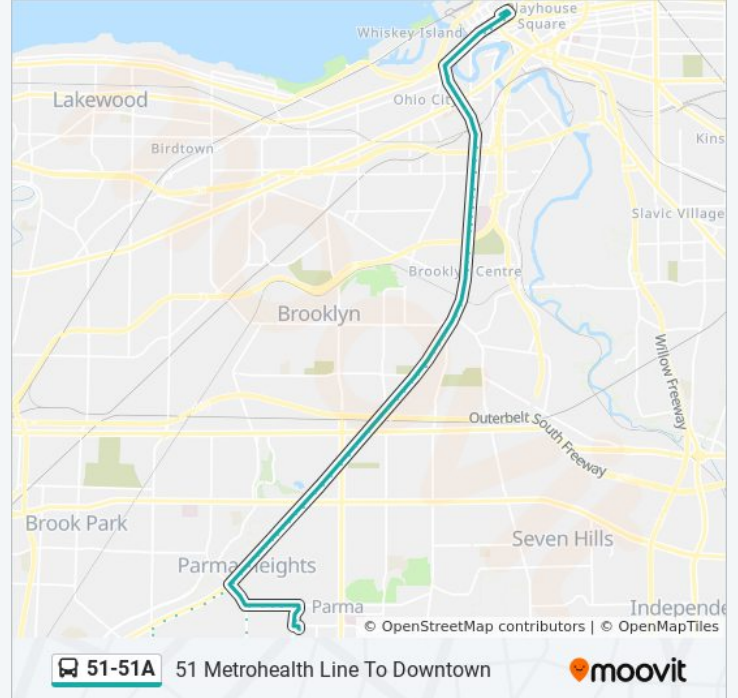 layhouse
Square
Whiskey Island
Lakewood
Ohio City
Birdtown
Kins
Slavic Village
Brooklyn Centre
Brooklyn
Willow Freeway
Outerbelt South Freeway
Brook Park
Seven Hills
Parma Heights
Parma
Independe
© OpenStreetMap contributors | © OpenMapTiles
51-51A 51 Metrohealth Line To Downtown moovit